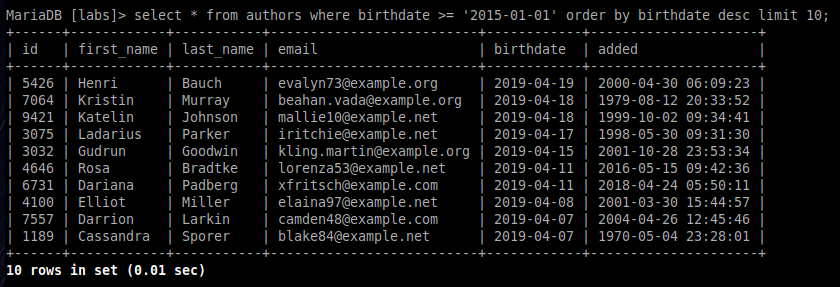 MariaDB [labs]> select * from authors where birthdate >= '2015-01-01' order by birthdate desc limit 10;
+------+------------+-----------+--------------------------+------------+---------------------+
| id   | first_name | last_name | email                    | birthdate  | added               |
+------+------------+-----------+--------------------------+------------+---------------------+
| 5426 | Henri      | Bauch     | evalyn73@example.org     | 2019-04-19 | 2000-04-30 06:09:23 |
| 7064 | Kristin    | Murray    | beahan.vada@example.org  | 2019-04-18 | 1979-08-12 20:33:52 |
| 9421 | Katelin    | Johnson   | mallie10@example.net     | 2019-04-18 | 1999-10-02 09:34:41 |
| 3075 | Ladarius   | Parker    | iritchie@example.net     | 2019-04-17 | 1998-05-30 09:31:30 |
| 3032 | Gudrun     | Goodwin   | kling.martin@example.org | 2019-04-15 | 2001-10-28 23:53:34 |
| 4646 | Rosa       | Bradtke   | lorenza53@example.net    | 2019-04-11 | 2016-05-15 09:42:36 |
| 6731 | Dariana    | Padberg   | xfritsch@example.com     | 2019-04-11 | 2018-04-24 05:50:11 |
| 4100 | Elliot     | Miller    | elaina97@example.net     | 2019-04-08 | 2001-03-30 15:44:57 |
| 7557 | Darrion    | Larkin    | camden48@example.com     | 2019-04-07 | 2004-04-26 12:45:46 |
| 1189 | Cassandra  | Sporer    | blake84@example.net      | 2019-04-07 | 1970-05-04 23:28:01 |
+------+------------+-----------+--------------------------+------------+---------------------+
10 rows in set (0.01 sec)